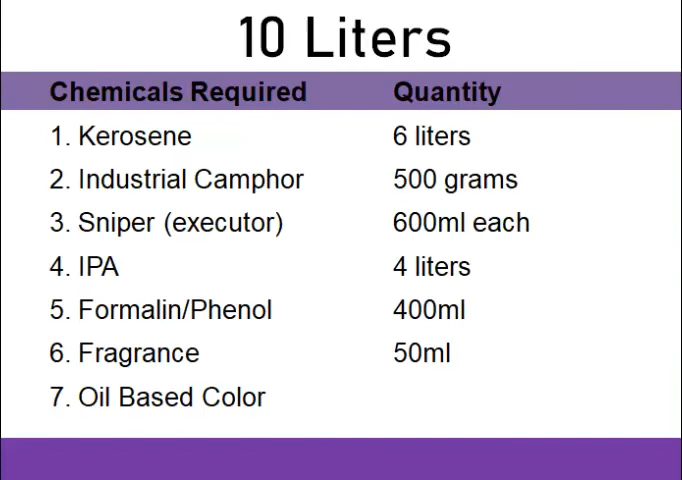 10 Liters
Chemicals Required Quantity
1. Kerosene 6 liters
2. Industrial Camphor 500 grams
3. Sniper (executor) 600ml each
4. IPA 4 liters
5. Formalin/Phenol 400ml
6. Fragrance 50ml
7. Oil Based Color